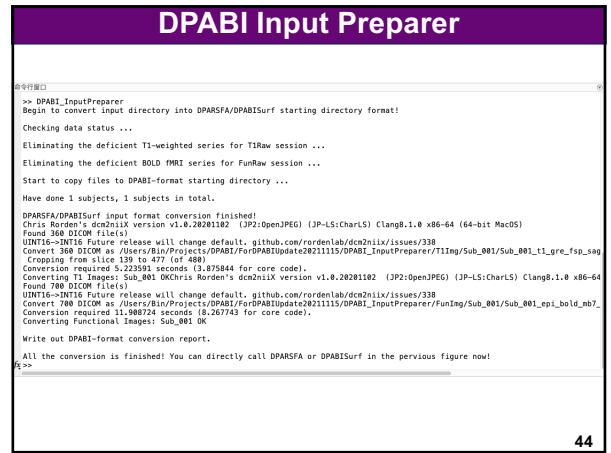 DPABI Input Preparer
命令行窗口
>> DPABI_InputPreparer
Begin to convert input directory into DPARSFA/DPABISurf starting directory format!
Checking data status ...
Eliminating the deficient T1-weighted series for T1Raw session ...
Eliminating the deficient BOLD fMRI series for FunRaw session ...
Start to copy files to DPABI-format starting directory ...
Have done 1 subjects, 1 subjects in total.
DPARSFA/DPABISurf input format conversion finished!
Chris Rorden's dcm2niiX version v1.0.20201102  (JP2:OpenJPEG) (JP-LS:CharLS) Clang8.1.0 x86-64 (64-bit MacOS)
Found 360 DICOM file(s)
UINT16->INT16 Future release will change default. github.com/rordenlab/dcm2niix/issues/338
Convert 360 DICOM as /Users/Bin/Projects/DPABI/ForDPABIUpdate20211115/DPABI_InputPreparer/T1Img/Sub_001/Sub_001_t1_gre_fsp_sag
Cropping from slice 139 to 477 (of 480)
Conversion required 5.223591 seconds (3.875844 for core code).
Converting T1 Images: Sub_001 OKChris Rorden's dcm2niiX version v1.0.20201102  (JP2:OpenJPEG) (JP-LS:CharLS) Clang8.1.0 x86-64
Found 700 DICOM file(s)
UINT16->INT16 Future release will change default. github.com/rordenlab/dcm2niix/issues/338
Convert 700 DICOM as /Users/Bin/Projects/DPABI/ForDPABIUpdate20211115/DPABI_InputPreparer/FunImg/Sub_001/Sub_001_epi_bold_mb7_
Conversion required 11.908724 seconds (8.267743 for core code).
Converting Functional Images: Sub_001 OK
Write out DPABI-format conversion report.
All the conversion is finished! You can directly call DPARSFA or DPABISurf in the pervious figure now!
fx >>
44